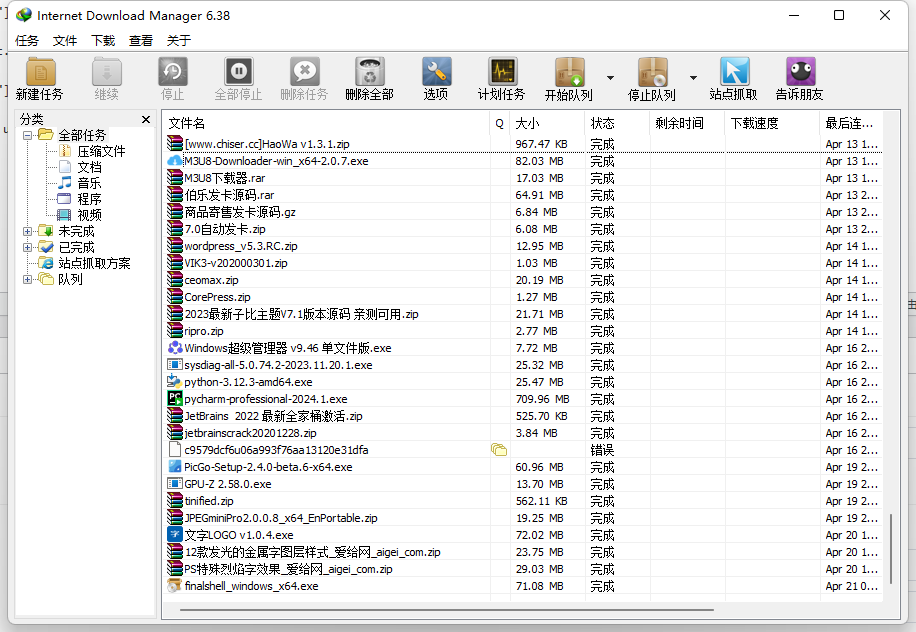 Internet Download Manager 6.38
任务 文件 下载 查看 关于
新建任务 继续 停止 全部停止 删除任务 删除全部 选项 计划任务 开始队列 停止队列 站点抓取 告诉朋友
分类
全部任务
压缩文件
文档
音乐
程序
视频
未完成
已完成
站点抓取方案
队列
文件名 Q 大小 状态 剩余时间 下载速度 最后连...
[www.chiser.cc]HaoWa v1.3.1.zip 967.47 KB 完成 Apr 13 1...
M3U8-Downloader-win_x64-2.0.7.exe 82.03 MB 完成 Apr 13 1...
M3U8下载器.rar 17.03 MB 完成 Apr 13 1...
伯乐发卡源码.rar 64.91 MB 完成 Apr 13 2...
商品寄售发卡源码.gz 6.84 MB 完成 Apr 13 2...
7.0自动发卡.zip 6.08 MB 完成 Apr 13 2...
wordpress_v5.3.RC.zip 12.95 MB 完成 Apr 14 1...
VIK3-v202000301.zip 1.03 MB 完成 Apr 14 1...
ceomax.zip 20.19 MB 完成 Apr 14 1...
CorePress.zip 1.27 MB 完成 Apr 14 1...
2023最新子比主题V7.1版本源码 亲测可用.zip 21.71 MB 完成 Apr 14 1...
ripro.zip 2.77 MB 完成 Apr 14 1...
Windows超级管理器 v9.46 单文件版.exe 7.72 MB 完成 Apr 16 2...
sysdiag-all-5.0.74.2-2023.11.20.1.exe 25.32 MB 完成 Apr 16 2...
python-3.12.3-amd64.exe 25.47 MB 完成 Apr 16 2...
pycharm-professional-2024.1.exe 709.96 MB 完成 Apr 16 2...
JetBrains 2022 最新全家桶激活.zip 525.70 KB 完成 Apr 16 2...
jetbrainscrack20201228.zip 3.84 MB 完成 Apr 16 2...
c9579dcf6u06a993f76aa13120e31dfa 错误 Apr 16 2...
PicGo-Setup-2.4.0-beta.6-x64.exe 60.96 MB 完成 Apr 19 2...
GPU-Z 2.58.0.exe 13.70 MB 完成 Apr 19 2...
tinified.zip 562.11 KB 完成 Apr 19 2...
JPEGminiPro2.0.0.8_x64_EnPortable.zip 19.25 MB 完成 Apr 19 2...
文字LOGO v1.0.4.exe 72.02 MB 完成 Apr 20 1...
12款发光的金属字图层样式_爱给网_aigei_com.zip 23.75 MB 完成 Apr 20 1...
PS特殊烈焰字效果_爱给网_aigei_com.zip 29.03 MB 完成 Apr 20 1...
finalshell_windows_x64.exe 71.08 MB 完成 Apr 21 0...